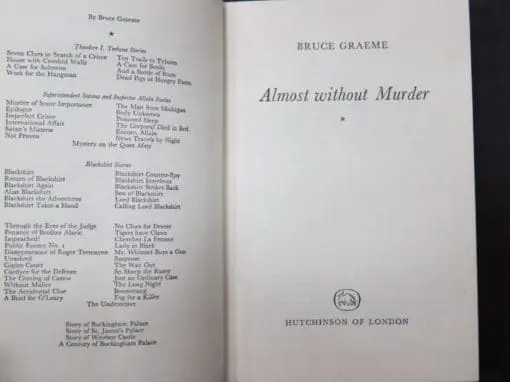 By Bruce Graeme
*
Theodore I. Terhune Stories
Seven Clues in Search of a Crime
House with Crooked Walls
A Case for Solomon
Work for the Hangman
Ten Trails to Tyburn
A Case for Books
And a Bottle of Rum
Dead Pigs at Hungry Farm
Superintendent Stevens and Inspector Allain Stories
Murder of Some Importance
Epilogue
Imperfect Crime
International Affair
Satan's Mistress
Not Proven
The Man from Michigan
Body Unknown
Poisoned Sleep
The Corporal Died in Bed
Encore, Allain
News Travels by Night
Mystery on the Queen Mary
Blackshirt Stories
Blackshirt
Return of Blackshirt
Blackshirt Again
Alias Blackshirt
Blackshirt the Adventurer
Blackshirt Takes a Hand
Blackshirt Counter-Spy
Blackshirt Interferes
Blackshirt Strikes Back
Son of Blackshirt
Lord Blackshirt
Calling Lord Blackshirt
Through the Eyes of the Judge
Penance of Brother Alaric
Impeached!
Public Enemy No. 1
Disappearance of Roger Tremayne
Unsolved
Gigins Court
Cardyce for the Defence
The Coming of Carew
Without Malice
The Accidental Clue
A Brief for O'Leary
No Clues for Dexter
Tigers have Claws
Cherchez La Femme
Lady in Black
Mr. Whimset Buys a Gun
Suspense
The Way Out
So Sharp the Razor
Just an Ordinary Case
The Long Night
Boomerang
Fog for a Killer
The Undetective
Story of Buckingham Palace
Story of St. James's Palace
Story of Windsor Castle
A Century of Buckingham Palace
BRUCE GRAEME
Almost without Murder
*
HUTCHINSON OF LONDON